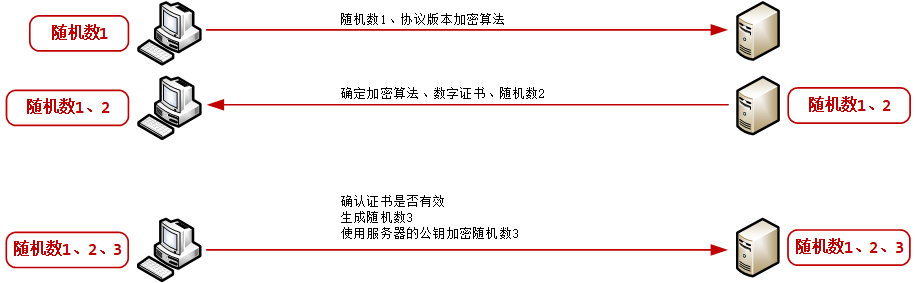 随机数1
随机数1、协议版本加密算法
随机数1、2
确定加密算法、数字证书、随机数2
随机数1、2
随机数1、2、3
确认证书是否有效
生成随机数3
使用服务器的公钥加密随机数3
随机数1、2、3